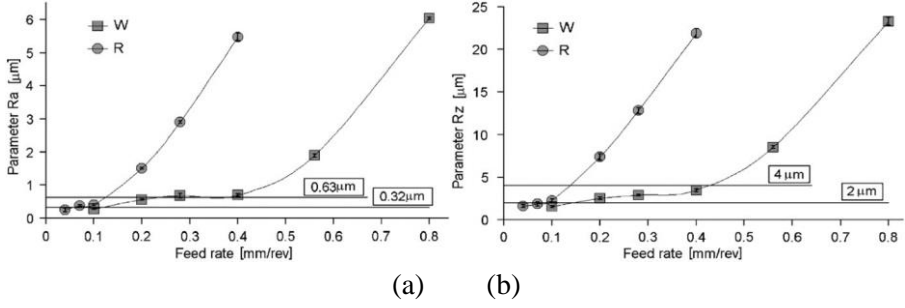 (a)
W
R
Parameter Ra [μm]
6
5
4
3
2
1
0
0.63μm
0.32μm
0 0.1 0.2 0.3 0.4 0.5 0.6 0.7 0.8
Feed rate [mm/rev]
(b)
W
R
Parameter Rz [μm]
25
20
15
10
5
0
4 μm
2 μm
0 0.1 0.2 0.3 0.4 0.5 0.6 0.7 0.8
Feed rate [mm/rev]
(a) (b)